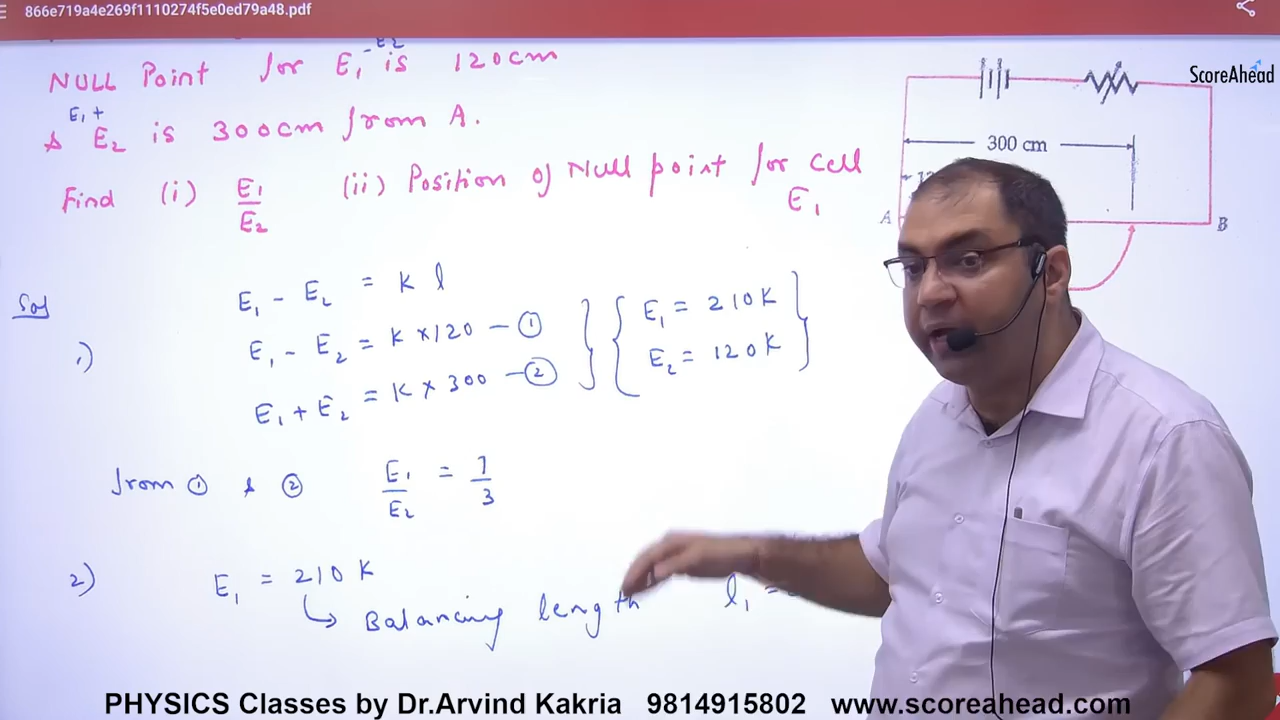 866e719a4e269f1110274f5e0ed79a48.pdf
ScoreAhead
NULL Point for E₁-E₂ is 120cm
& E₁+ E₂ is 300cm from A.
Find (i) E₁/E₂ (ii) Position of Null point for cell E₁
300 cm
A
B
Sol
1)
E₁ - E₂ = K l
E₁ - E₂ = K × 120 — ①
E₁ + E₂ = K × 300 — ②
E₁ = 210K
E₂ = 120K
from ① & ② E₁/E₂ = 7/3
2) E₁ = 210 K
↳ Balancing length l₁ =
PHYSICS Classes by Dr.Arvind Kakria 9814915802 www.scoreahead.com